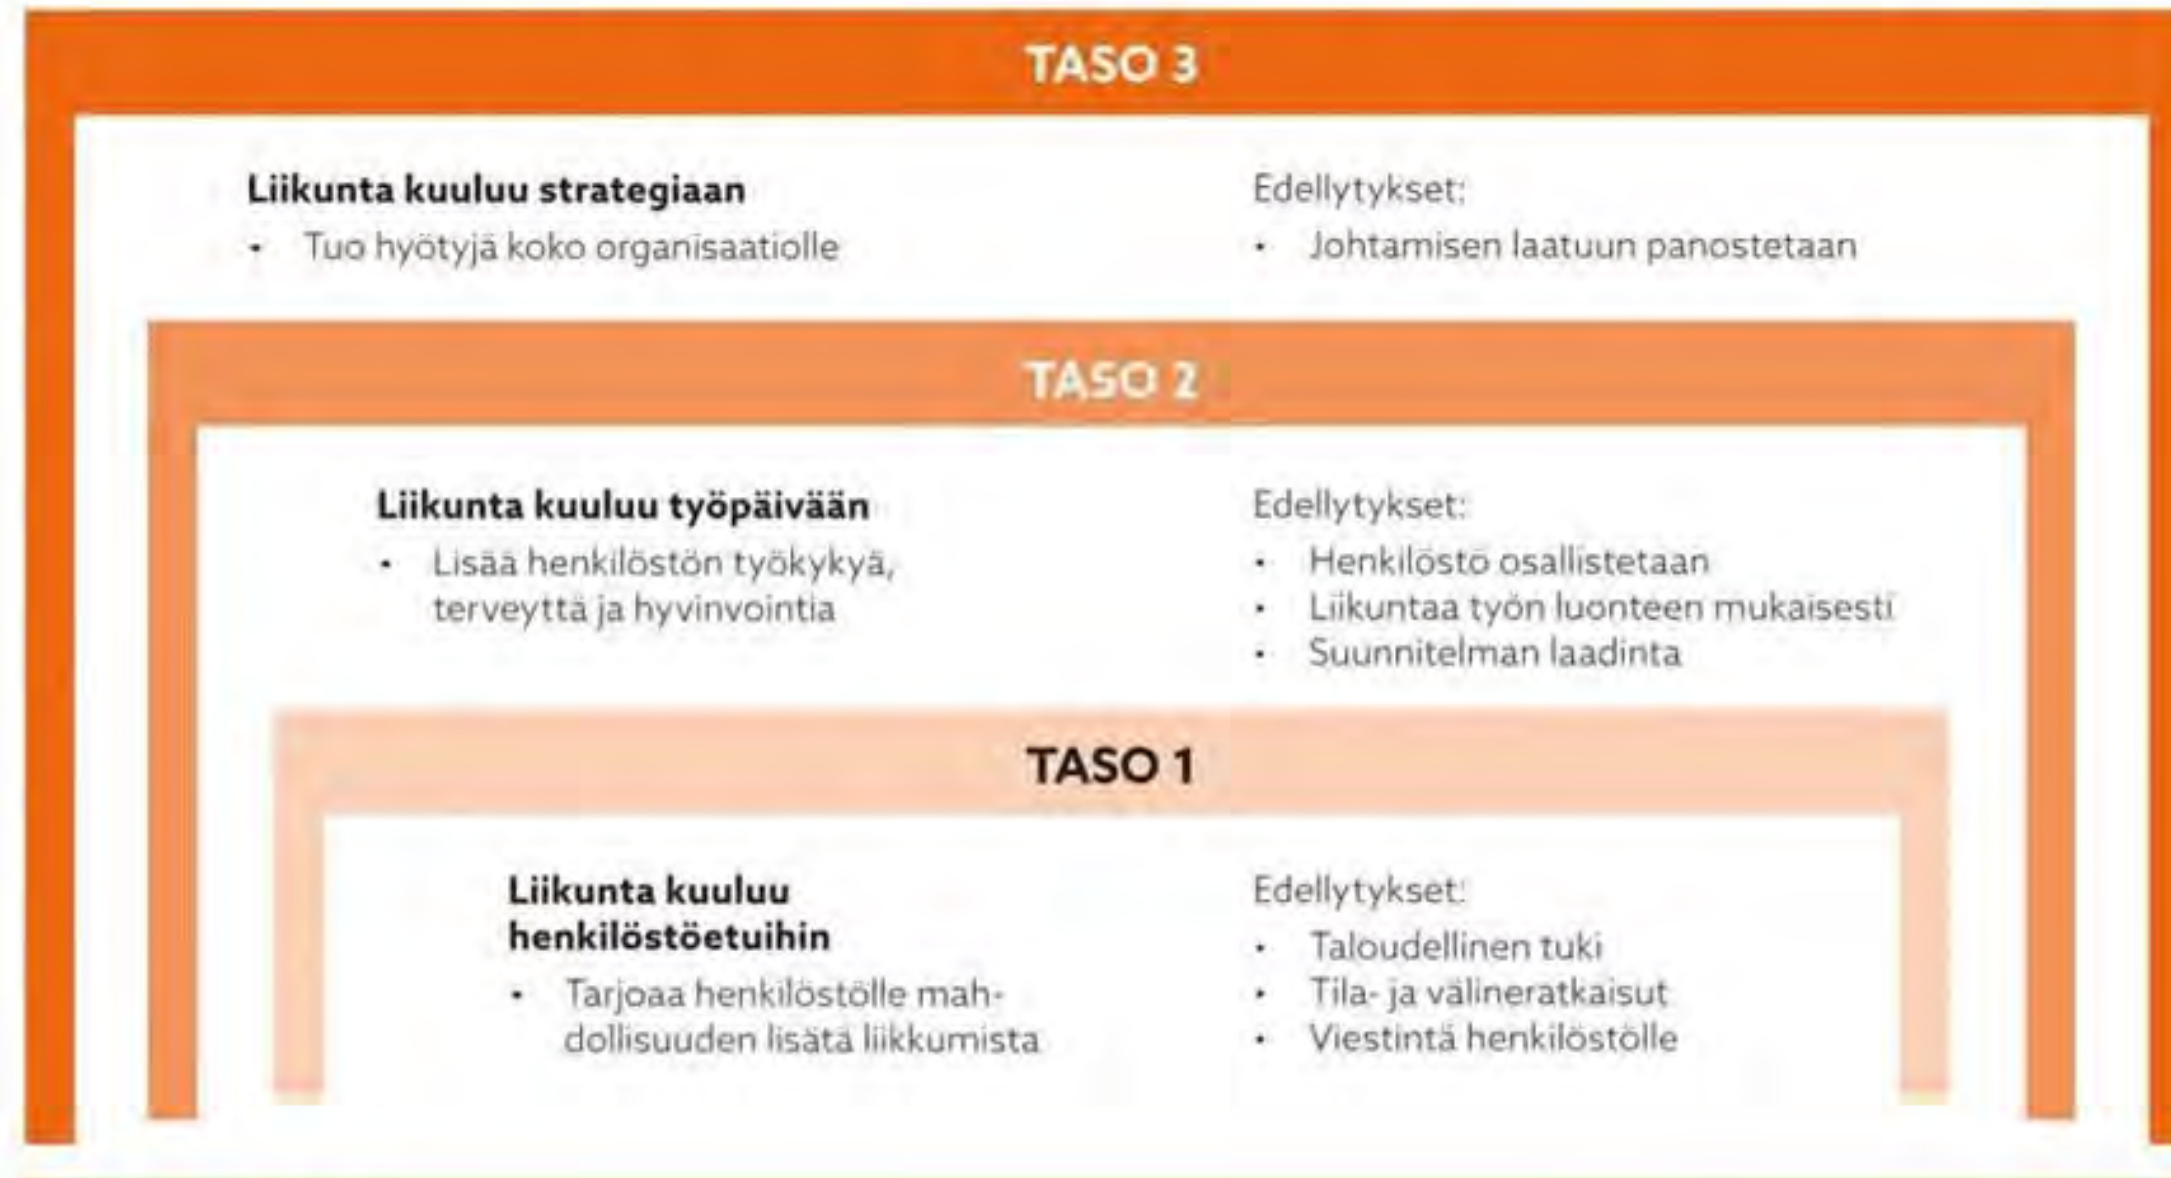 TASO 3
Liikunta kuuluu strategiaan
• Tuo hyötyjä koko organisaatiolle
Edellytykset:
• Johtamisen laatuun panostetaan
TASO 2
Liikunta kuuluu työpäivään
• Lisää henkilöstön työkykyä,
terveyttä ja hyvinvointia
Edellytykset:
• Henkilöstö osallistetaan
• Liikuntaa työn luonteen mukaisesti
• Suunnitelman laadinta
TASO 1
Liikunta kuuluu
henkilöstöetuihin
• Tarjoaa henkilöstölle mah-
dollisuuden lisätä liikkumista
Edellytykset:
• Taloudellinen tuki
• Tila- ja välineratkaisut
• Viestintä henkilöstölle